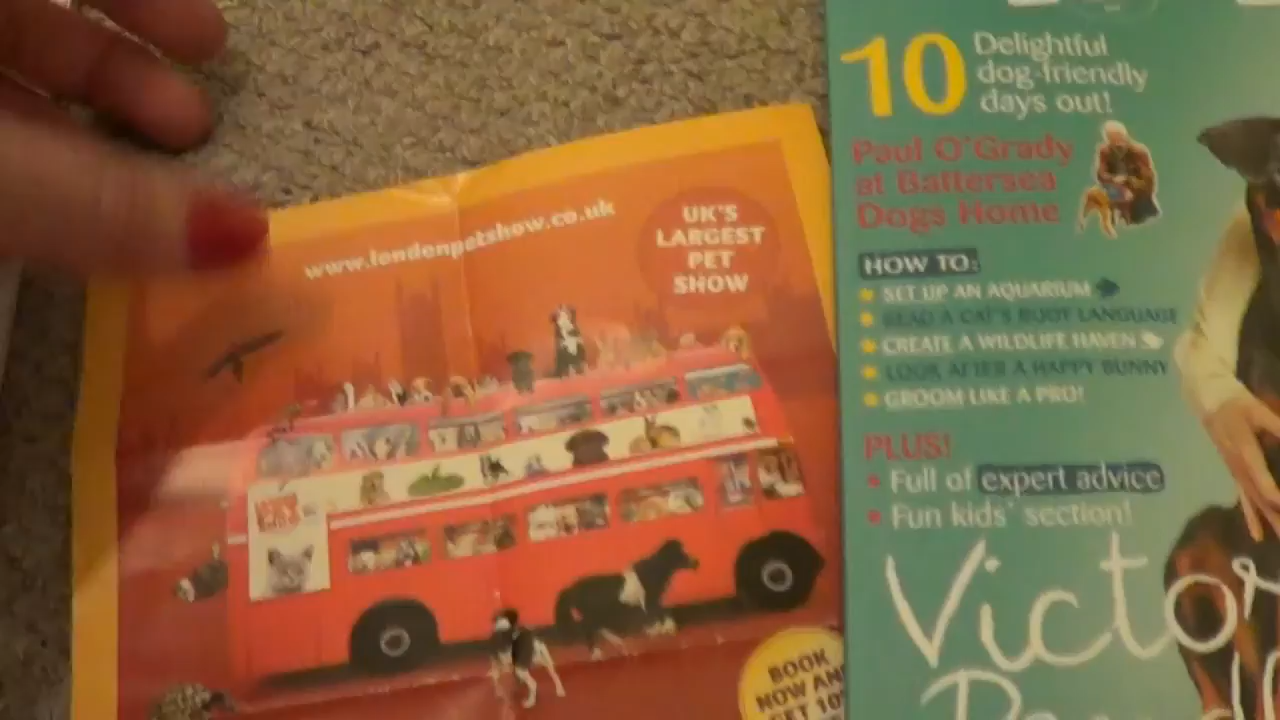 www.londonpetshow.co.uk
UK'S
LARGEST
PET
SHOW
BOOK
NOW AN
GET 10
10
Delightful
dog-friendly
days out!
Paul O'Grady
at Battersea
Dogs Home
HOW TO:
SET UP AN AQUARIUM
READ A CAT'S BODY LANGUAGE
CREATE A WILDLIFE HAVEN
LOOK AFTER A HAPPY BUNNY
GROOM LIKE A PRO!
PLUS!
• Full of expert advice
• Fun kids' section!
Victor